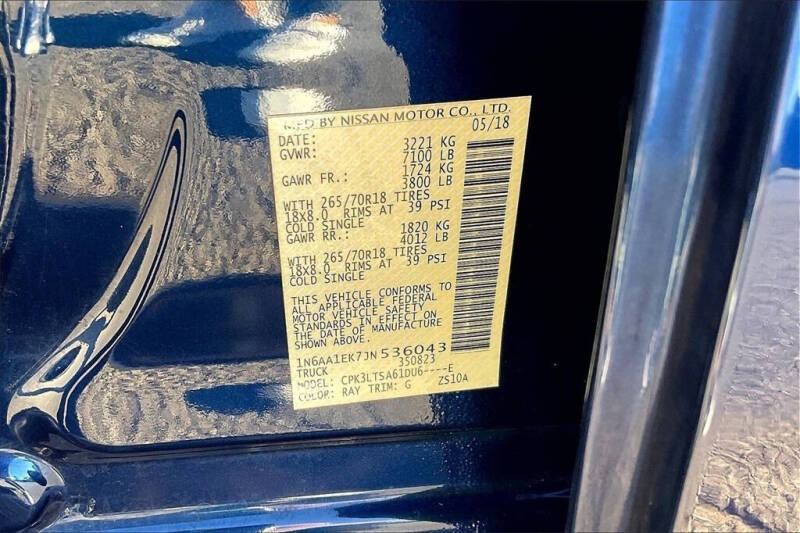 MFD BY NISSAN MOTOR CO., LTD.
DATE: 05/18
GVWR: 3221 KG
7100 LB
GAWR FR.: 1724 KG
3800 LB
WITH 265/70R18 TIRES
18X8.0 RIMS AT 39 PSI
COLD SINGLE
GAWR RR.: 1820 KG
4012 LB
WITH 265/70R18 TIRES
18X8.0 RIMS AT 39 PSI
COLD SINGLE
THIS VEHICLE CONFORMS TO
ALL APPLICABLE FEDERAL
MOTOR VEHICLE SAFETY
STANDARDS IN EFFECT ON
THE DATE OF MANUFACTURE
SHOWN ABOVE.
1N6AA1EK7JN536043
TRUCK 350823
MODEL: CPK3LTSA61DU6----E
COLOR: RAY TRIM: G ZS10A